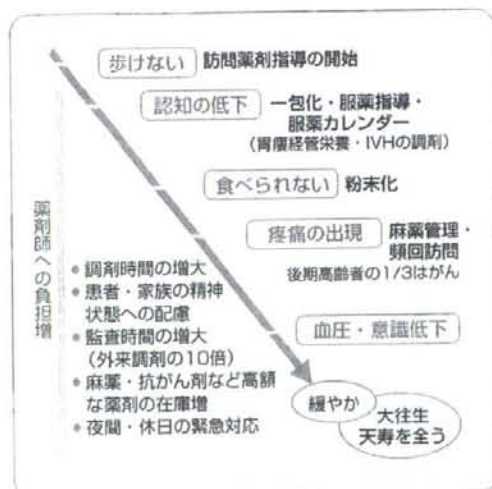 歩けない 訪問薬剤指導の開始
認知の低下 一包化・服薬指導・
服薬カレンダー
(胃瘻経管栄養・IVHの調剤)
食べられない 粉末化
疼痛の出現 麻薬管理・
頻回訪問
後期高齢者の1/3はがん
血圧・意識低下
緩やか
大往生
天寿を全う
薬剤師への負担増
• 調剤時間の増大
• 患者・家族の精神
状態への配慮
• 監査時間の増大
(外来調剤の10倍)
• 麻薬・抗がん剤など高額
な薬剤の在庫増
• 夜間・休日の緊急対応